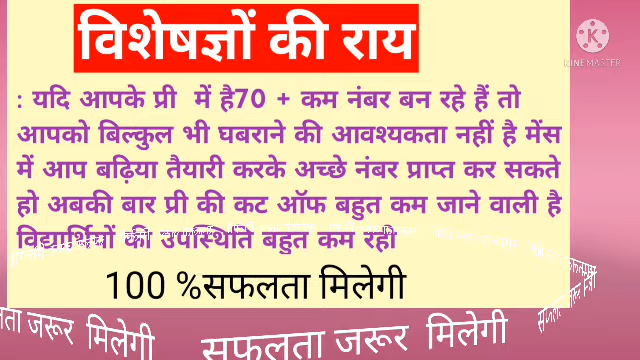 विशेषज्ञों की राय
KINEMASTER
: यदि आपके प्री में है70 + कम नंबर बन रहे हैं तो
आपको बिल्कुल भी घबराने की आवश्यकता नहीं है मेंस
में आप बढ़िया तैयारी करके अच्छे नंबर प्राप्त कर सकते
हो अबकी बार प्री की कट ऑफ बहुत कम जाने वाली है
विद्यार्थियों की उपस्थिति बहुत कम रही
100 %सफलता मिलेगी
जरूर मिलेगी
सफलता जरूर मिलेगी